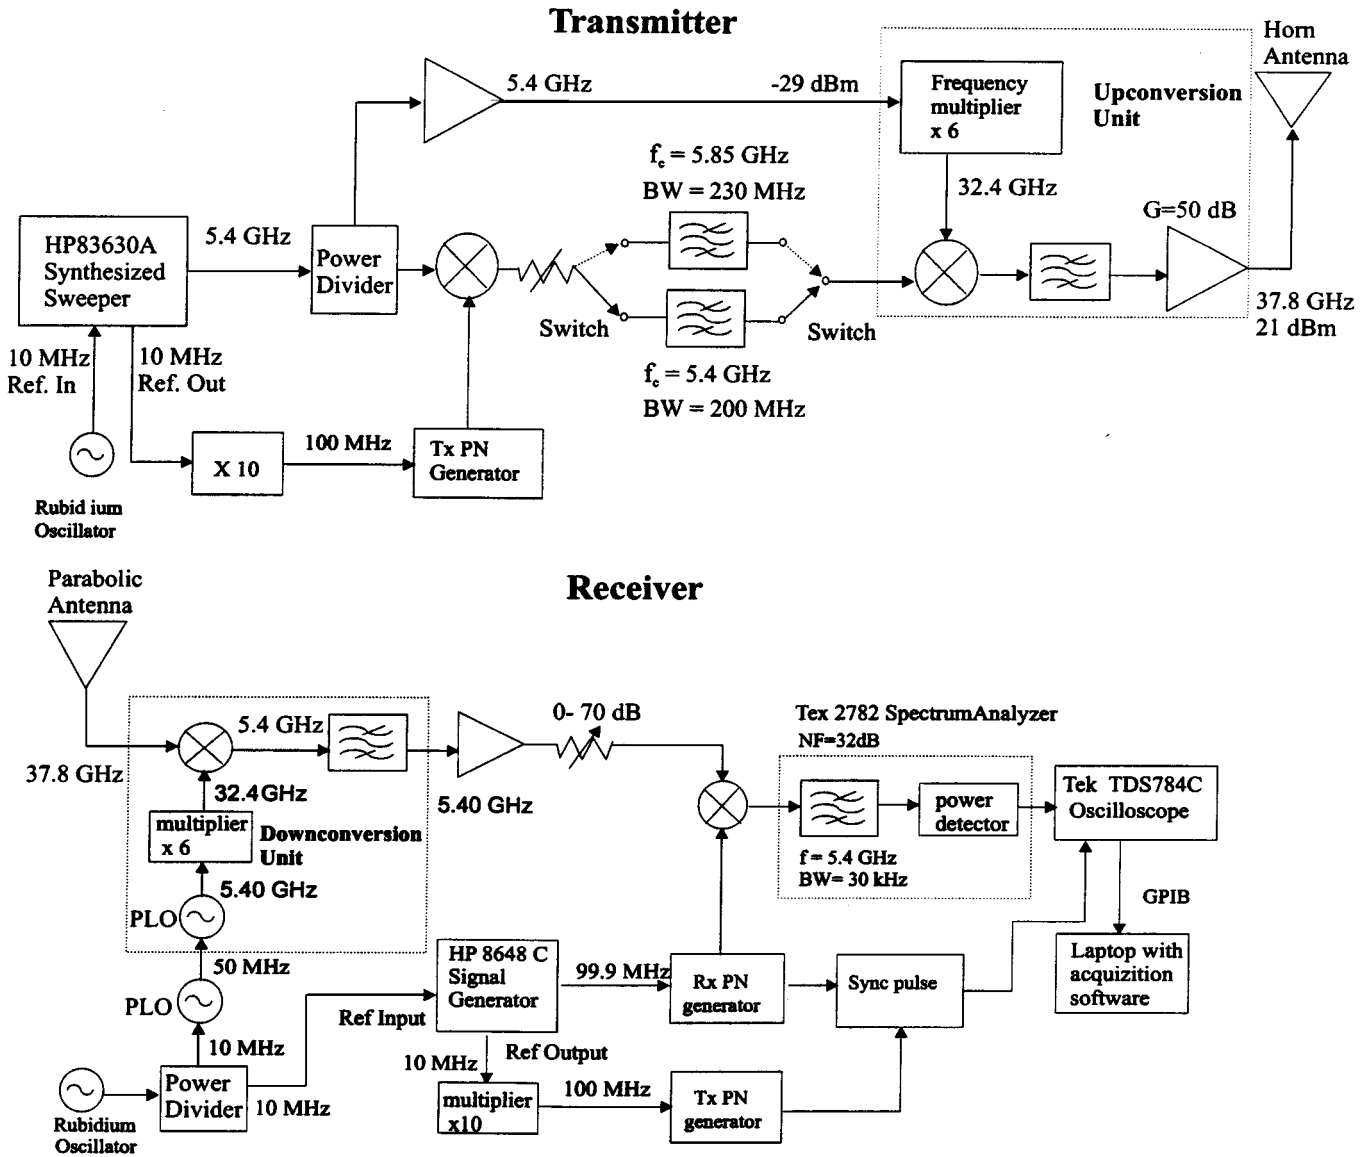 Transmitter
Horn
Antenna
5.4 GHz
-29 dBm
Frequency
multiplier
x 6
Upconversion
Unit
fc = 5.85 GHz
BW = 230 MHz
32.4 GHz
G=50 dB
HP83630A
Synthesized
Sweeper
5.4 GHz
Power
Divider
Switch
Switch
37.8 GHz
21 dBm
10 MHz
Ref. In
10 MHz
Ref. Out
fc = 5.4 GHz
BW = 200 MHz
X 10
100 MHz
Tx PN
Generator
Rubid ium
Oscillator
Receiver
Parabolic
Antenna
37.8 GHz
5.4 GHz
0- 70 dB
Tex 2782 SpectrumAnalyzer
NF=32dB
32.4GHz
5.40 GHz
multiplier
x 6
Downconversion
Unit
5.40 GHz
PLO
power
detector
f = 5.4 GHz
BW= 30 kHz
Tek TDS784C
Oscilloscope
GPIB
50 MHz
PLO
HP 8648 C
Signal
Generator
99.9 MHz
Rx PN
generator
Sync pulse
Laptop with
acquizition
software
Ref Input
10 MHz
Ref Output
10 MHz
Power
Divider
10 MHz
Rubidium
Oscillator
multiplier
x10
100 MHz
Tx PN
generator